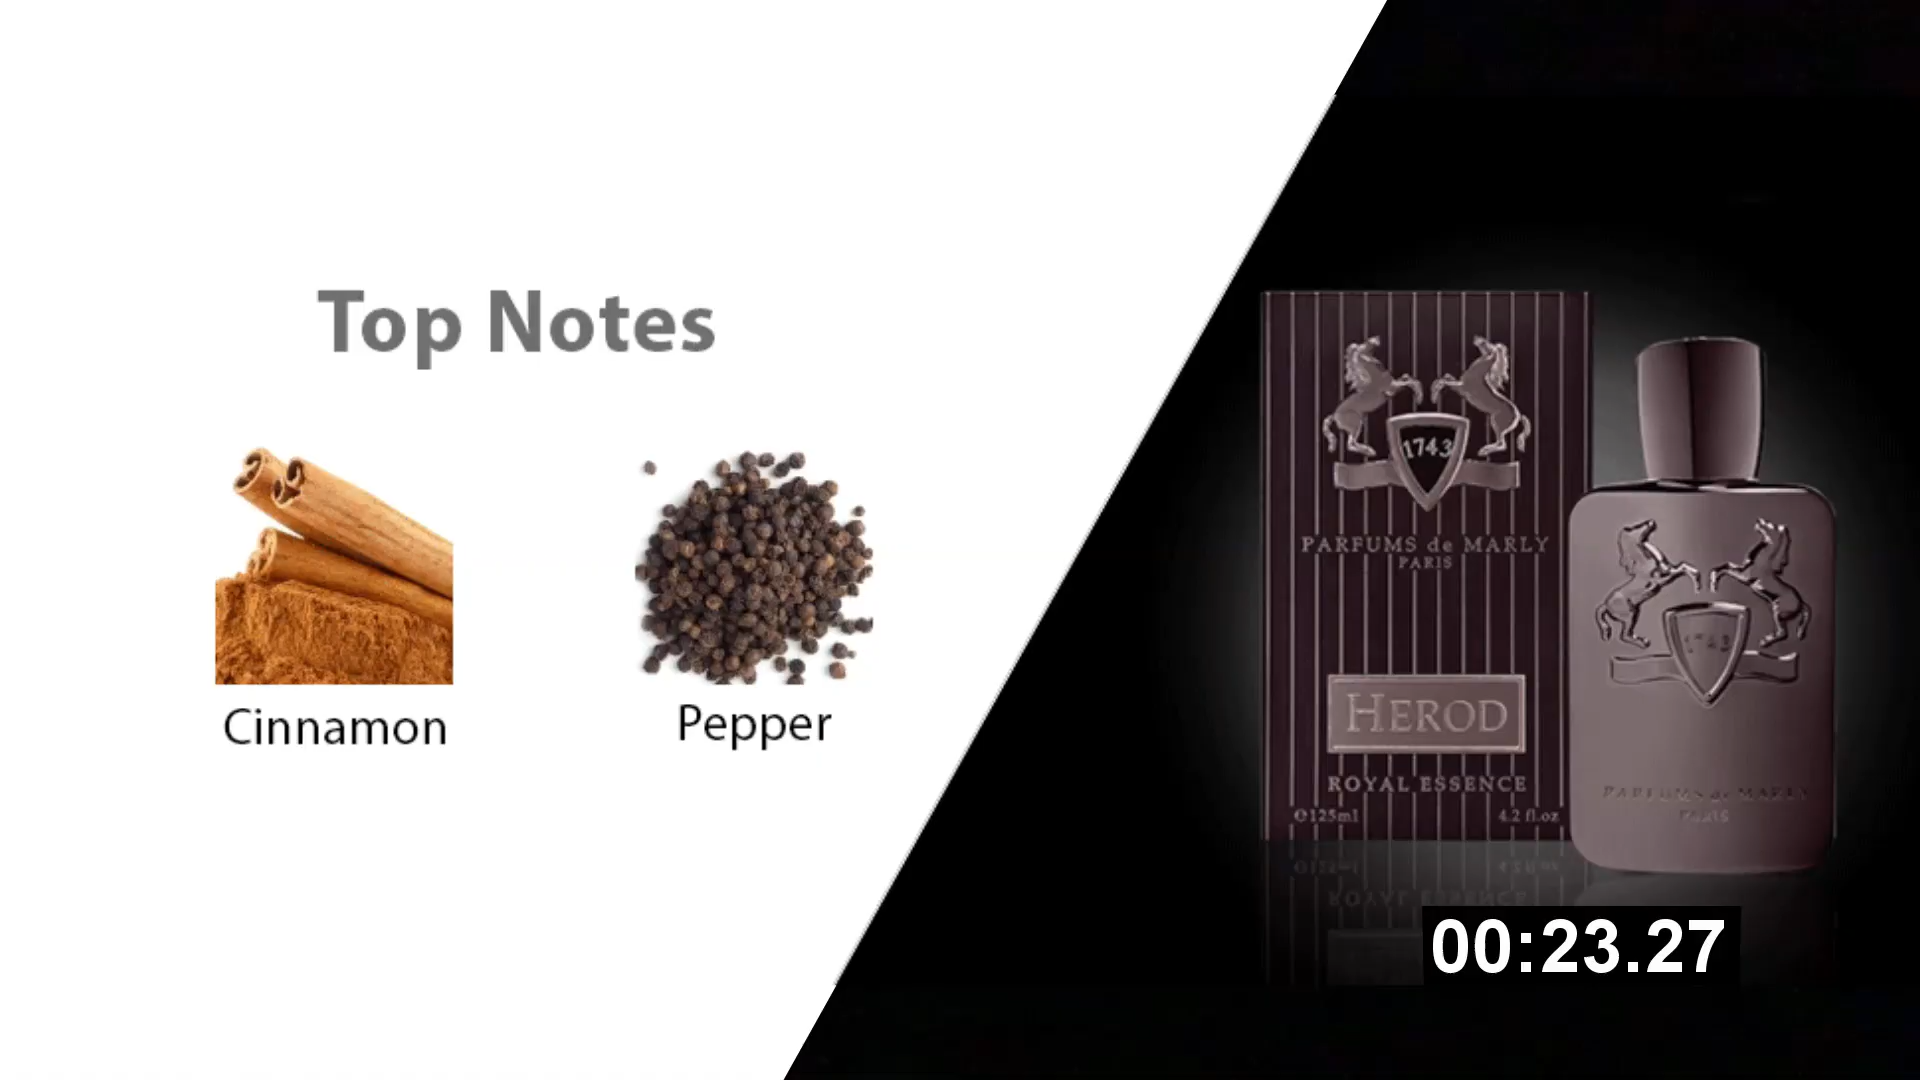 Top Notes
Cinnamon
Pepper
1743
PARFUMS de MARLY
PARIS
HEROD
ROYAL ESSENCE
℮125ml
4.2 fl.oz
1743
PARFUMS de MARLY
PARIS
00:23.27